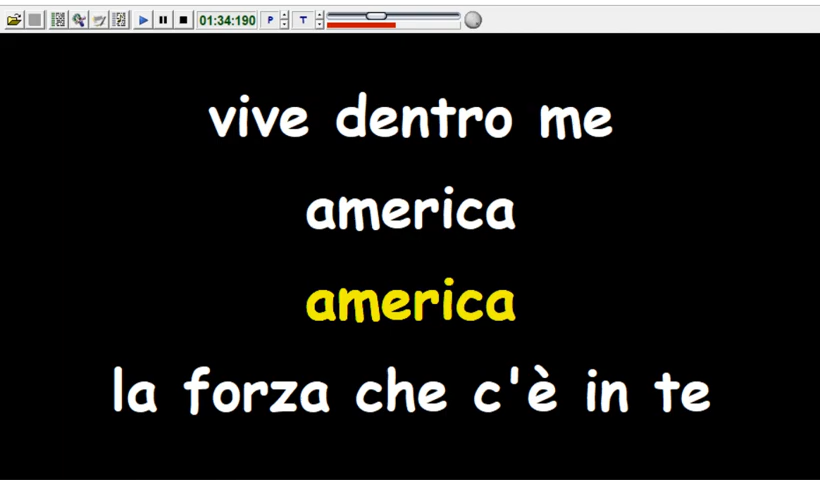 01:34:190 P T
vive dentro me
america
america
la forza che c'è in te